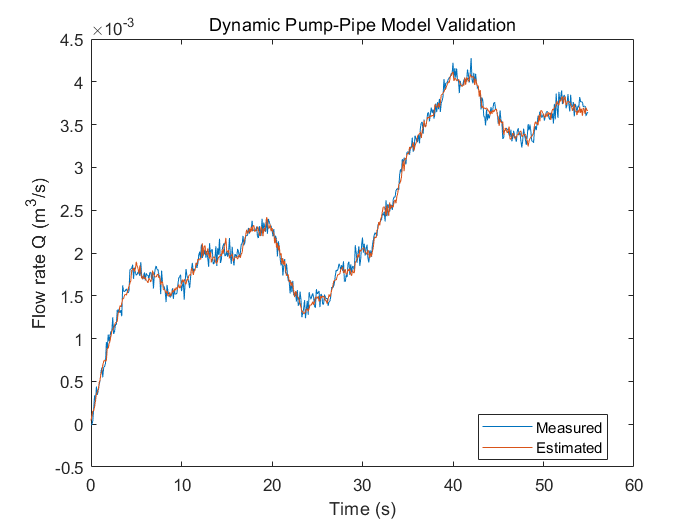 Dynamic Pump-Pipe Model Validation
×10⁻³
4.5
4
3.5
3
2.5
2
1.5
1
0.5
0
-0.5
Flow rate Q (m³/s)
0 10 20 30 40 50 60
Time (s)
Measured
Estimated